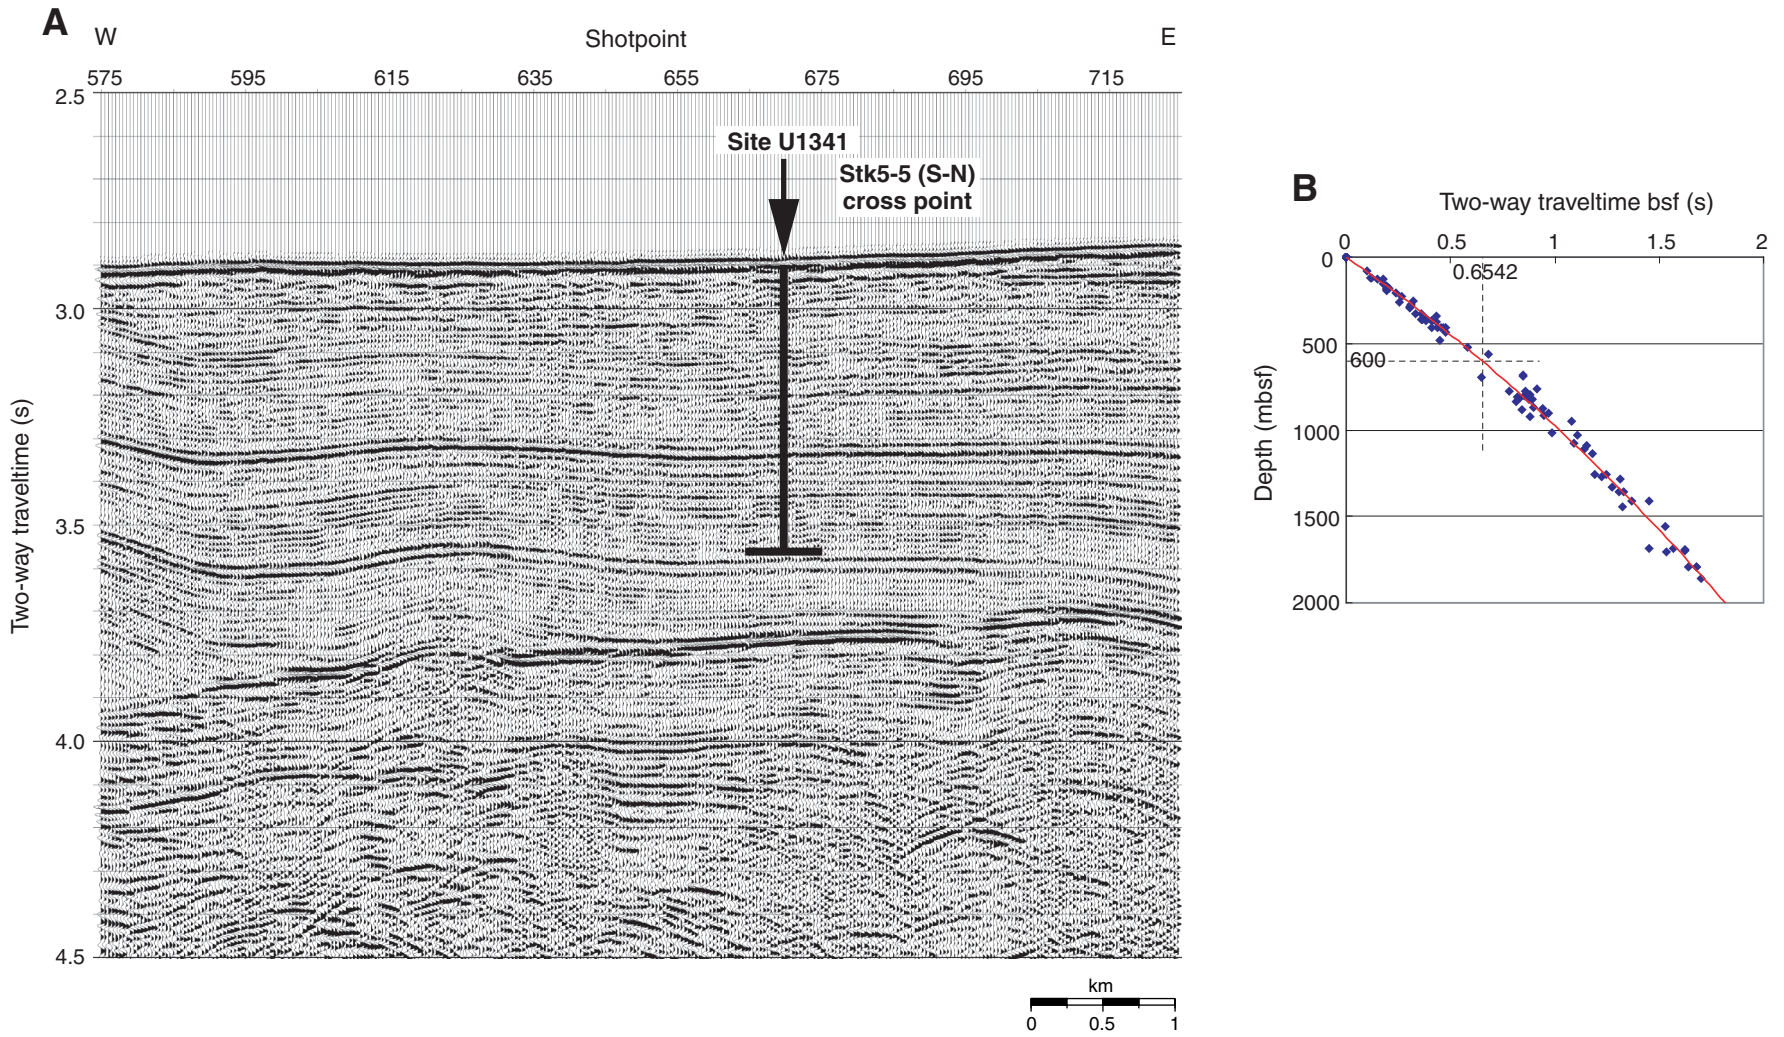 A
W
Shotpoint
E
575 595 615 635 655 675 695 715
2.5
Site U1341
Stk5-5 (S-N)
cross point
3.0
3.5
4.0
4.5
Two-way traveltime (s)
km
0 0.5 1
B
Two-way traveltime bsf (s)
0 0.5 1 1.5 2
0
0.6542
500
600
1000
1500
2000
Depth (mbsf)